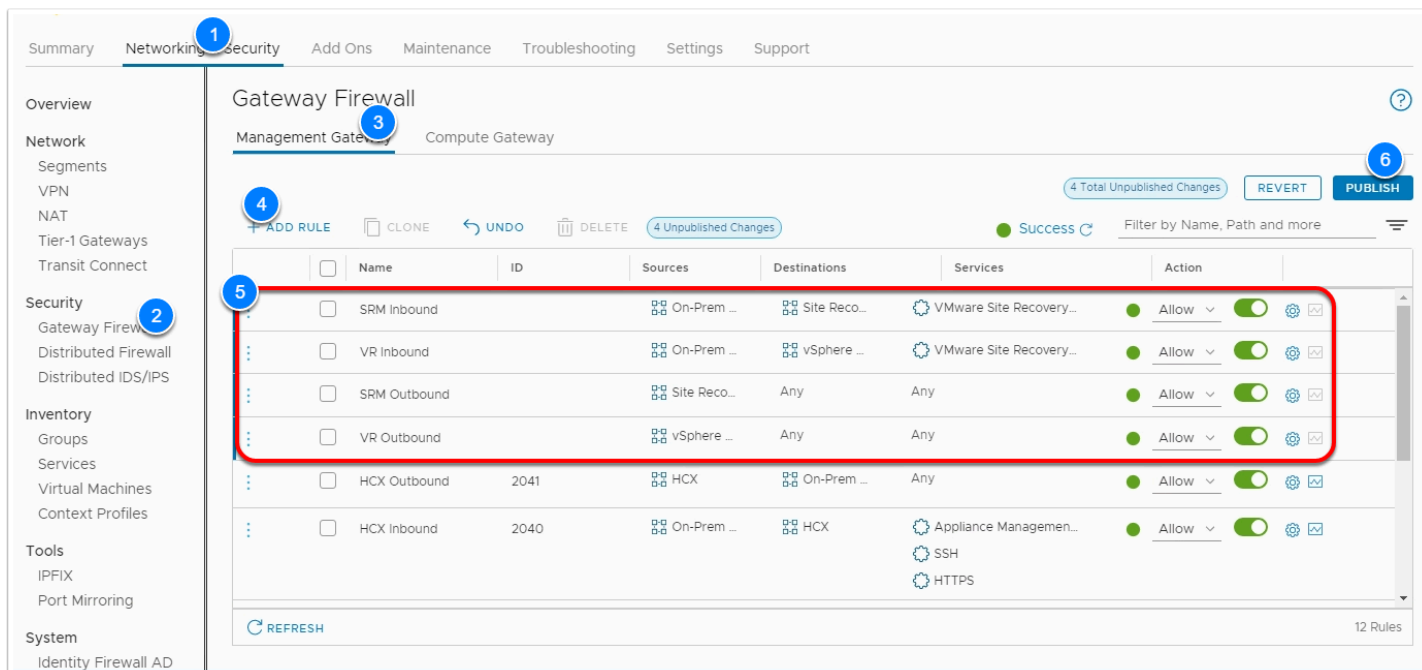 1
Summary Networking Security Add Ons Maintenance Troubleshooting Settings Support
Overview
Network
Segments
VPN
NAT
Tier-1 Gateways
Transit Connect
Security
2
Gateway
Distributed Firewall
Distributed IDS/IPS
Inventory
Groups
Services
Virtual Machines
Context Profiles
Tools
IPFIX
Port Mirroring
System
Identity Firewall AD
Gateway Firewall
?
3
Management Gateway Compute Gateway
6
4 Total Unpublished Changes REVERT PUBLISH
4
+ ADD RULE CLONE UNDO DELETE 4 Unpublished Changes Success Filter by Name, Path and more
Name ID Sources Destinations Services Action
5
SRM Inbound On-Prem ... Site Reco... VMware Site Recovery... Allow
VR Inbound On-Prem ... vSphere ... VMware Site Recovery... Allow
SRM Outbound Site Reco... Any Any Allow
VR Outbound vSphere ... Any Any Allow
HCX Outbound 2041 HCX On-Prem ... Any Allow
HCX Inbound 2040 On-Prem ... HCX Appliance Managemen... Allow
SSH
HTTPS
REFRESH 12 Rules